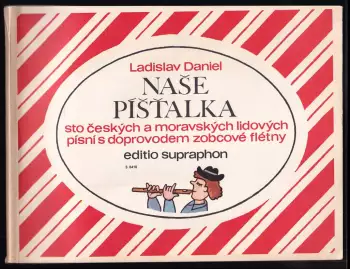 Ladislav Daniel
NAŠE
PÍŠŤALKA
sto českých a moravských lidových
písní s doprovodem zobcové flétny
editio supraphon